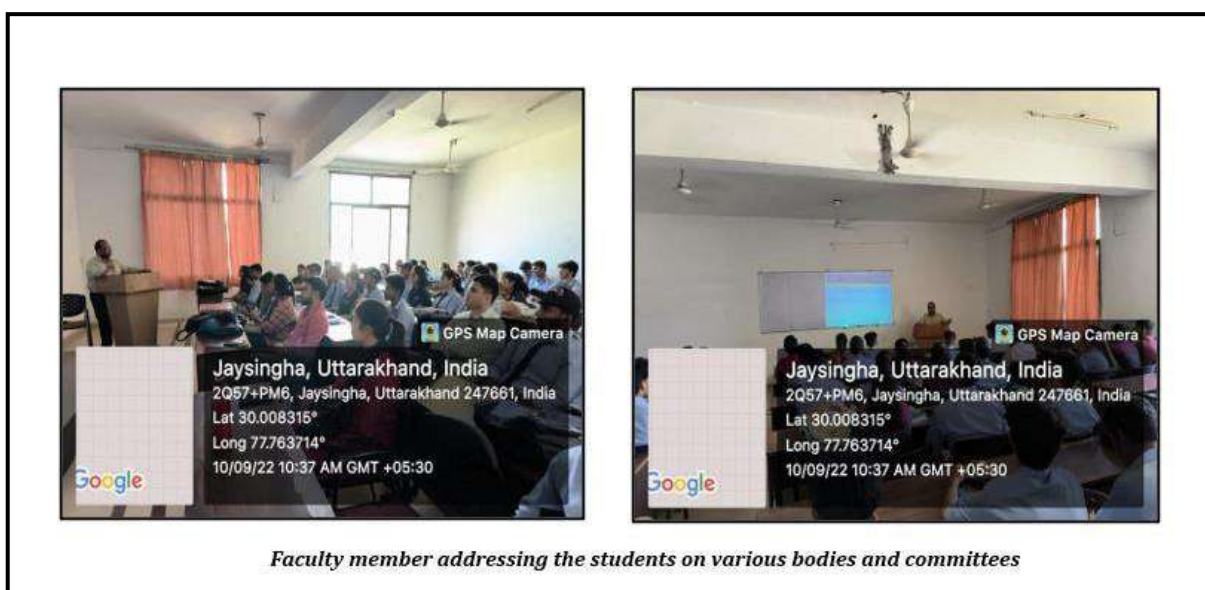 GPS Map Camera
Jaysingha, Uttarakhand, India
2Q57+PM6, Jaysingha, Uttarakhand 247661, India
Lat 30.008315°
Long 77.763714°
10/09/22 10:37 AM GMT +05:30
Google
GPS Map Camera
Jaysingha, Uttarakhand, India
2Q57+PM6, Jaysingha, Uttarakhand 247661, India
Lat 30.008315°
Long 77.763714°
10/09/22 10:37 AM GMT +05:30
Google
Faculty member addressing the students on various bodies and committees